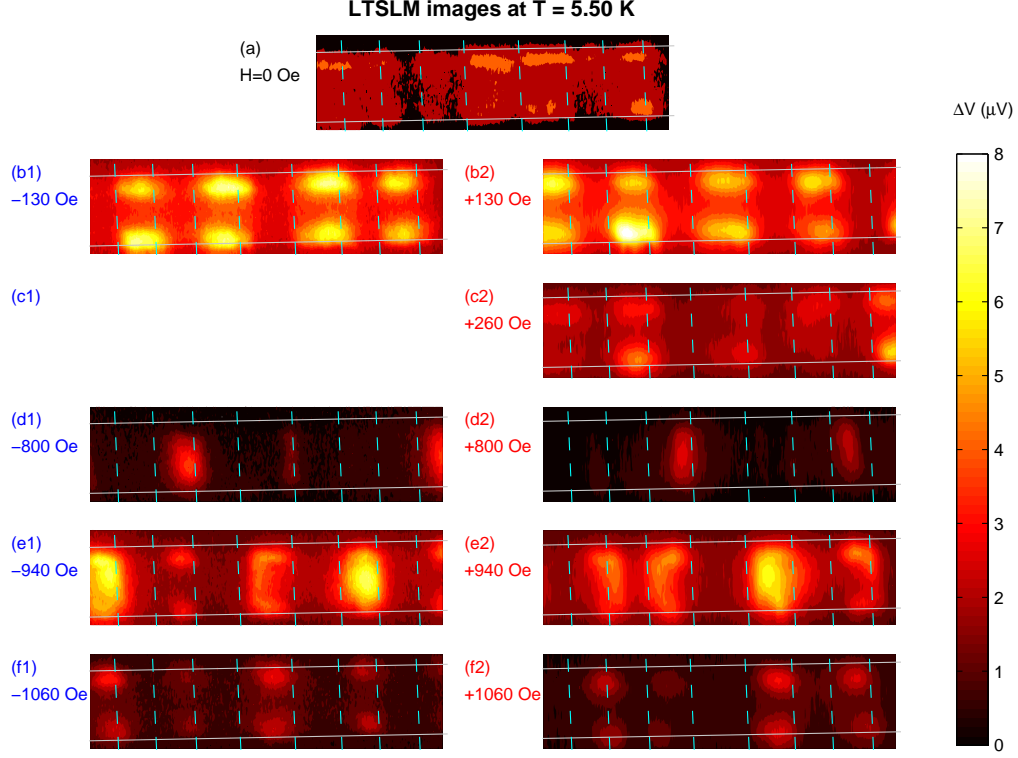 LTSLM images at T = 5.50 K
(a)
H=0 Oe
ΔV (μV)
(b1)
−130 Oe
(b2)
+130 Oe
(c1)
(c2)
+260 Oe
(d1)
−800 Oe
(d2)
+800 Oe
(e1)
−940 Oe
(e2)
+940 Oe
(f1)
−1060 Oe
(f2)
+1060 Oe
8
7
6
5
4
3
2
1
0